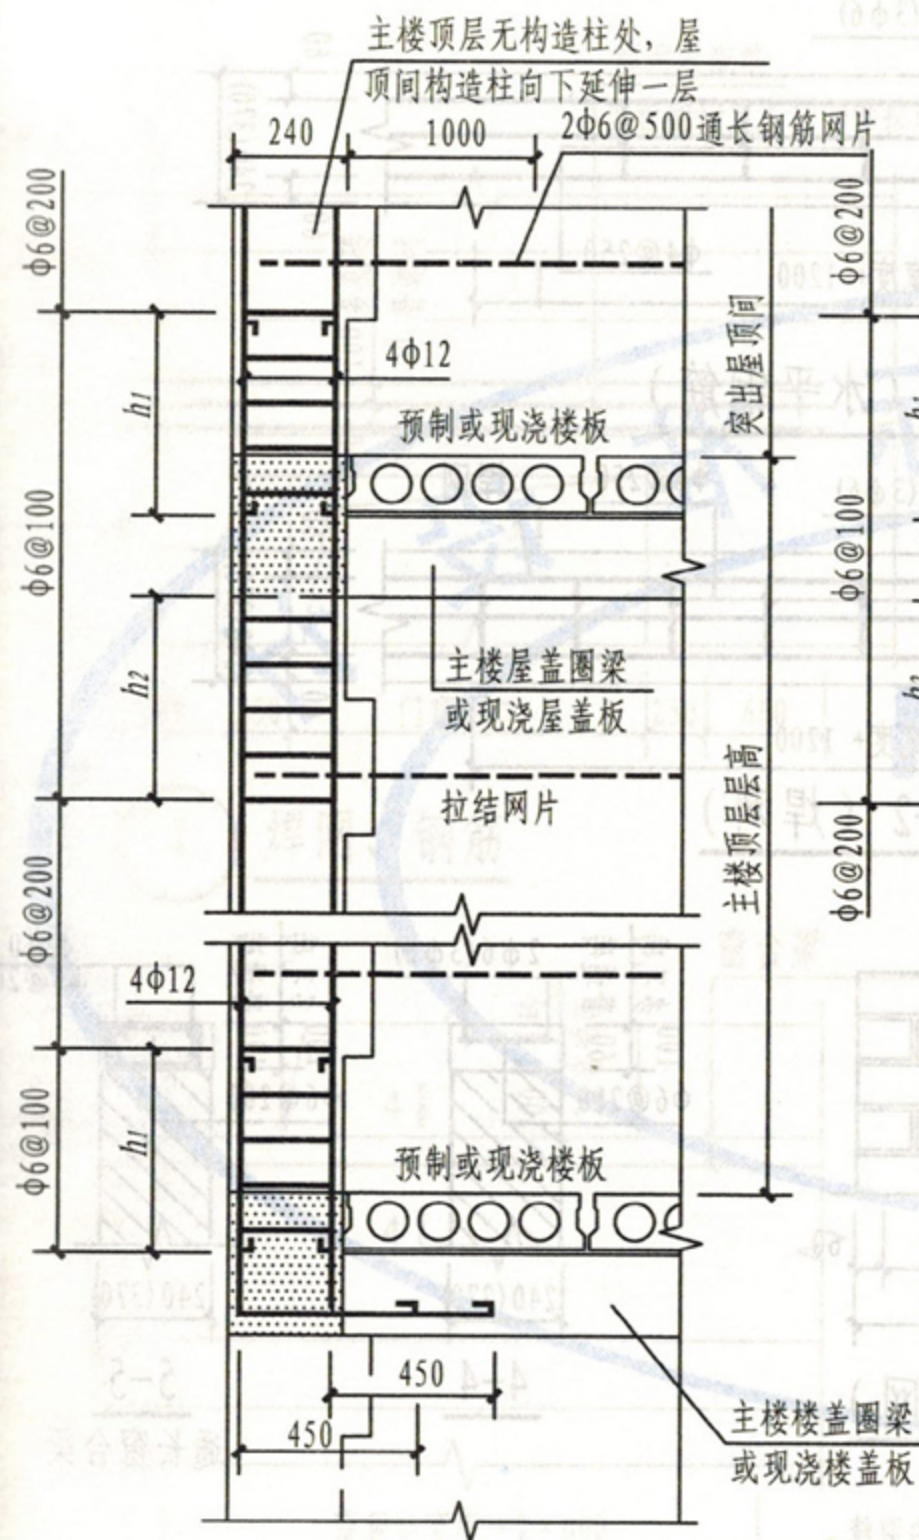 主楼顶层无构造柱处，屋
顶间构造柱向下延伸一层
240
1000
2ϕ6@500通长钢筋网片
ϕ6@200
ϕ6@200
h1
4ϕ12
预制或现浇楼板
突出屋顶间
ϕ6@100
ϕ6@100
h2
主楼屋盖圈梁
或现浇屋盖板
拉结网片
主楼顶层层高
ϕ6@200
ϕ6@200
4ϕ12
ϕ6@100
h1
预制或现浇楼板
450
450
主楼楼盖圈梁
或现浇楼盖板